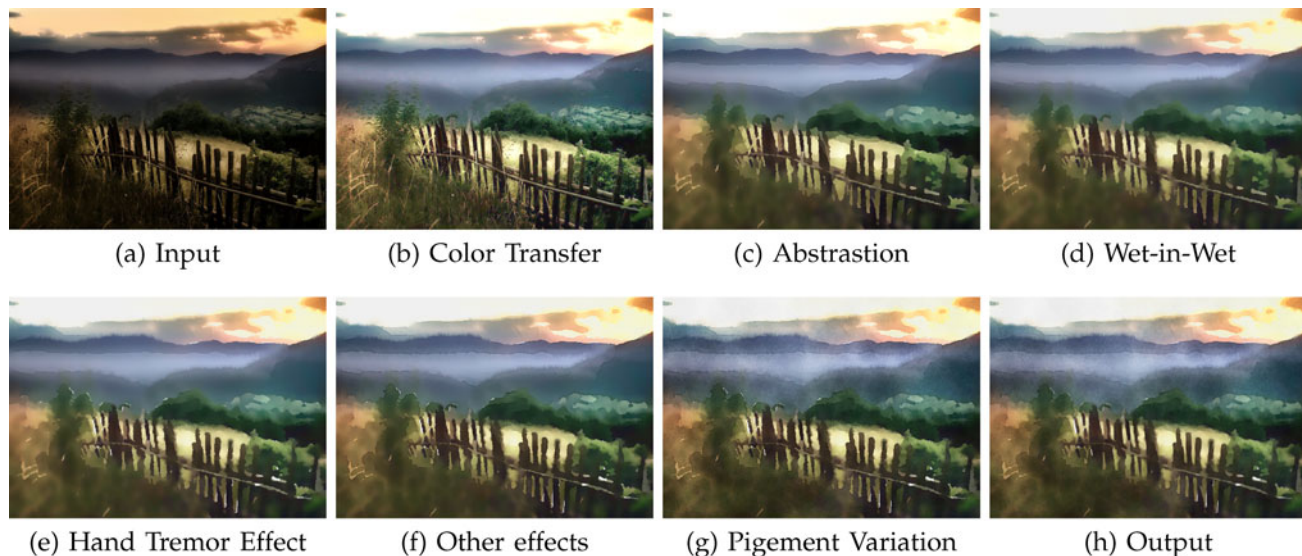 (a) Input
(b) Color Transfer
(c) Abstrastion
(d) Wet-in-Wet
(e) Hand Tremor Effect
(f) Other effects
(g) Pigement Variation
(h) Output